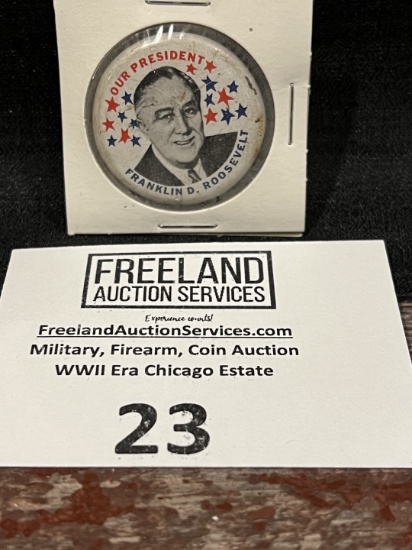 OUR PRESIDENT
FRANKLIN D. ROOSEVELT
FREELAND
AUCTION SERVICES
Experience counts!
FreelandAuctionServices.com
Military, Firearm, Coin Auction
WWII Era Chicago Estate
23